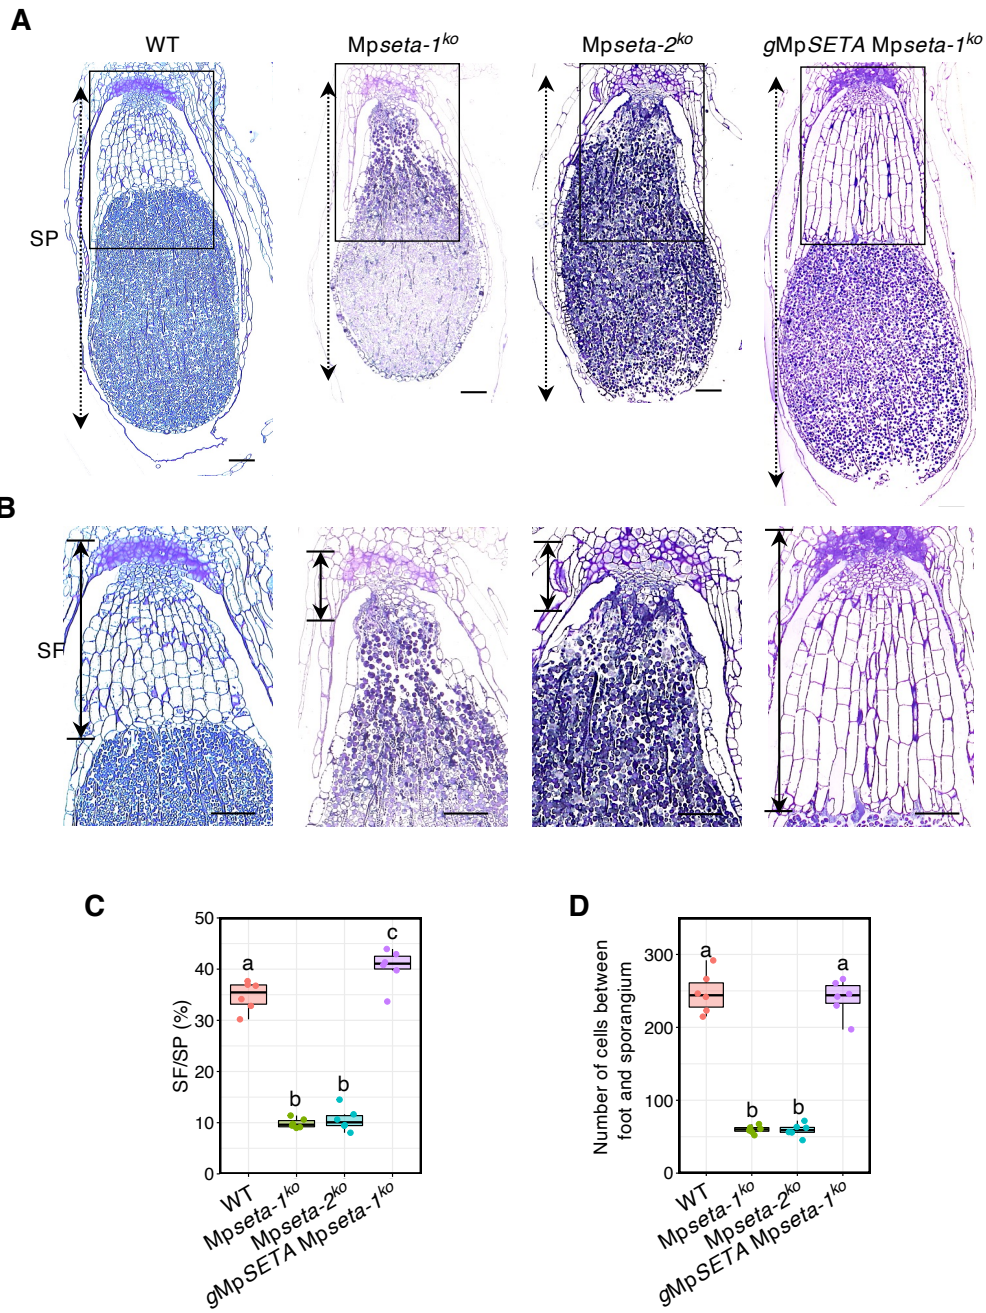 A
WT
Mpseta-1ko
Mpseta-2ko
gMpSETA Mpseta-1ko
SP
B
SF
C
D
50
40
30
20
10
0
SF/SP (%)
a
b
b
c
WT
Mpseta-1ko
Mpseta-2ko
gMpSETA Mpseta-1ko
300
200
100
0
Number of cells between
foot and sporangium
a
b
b
a
WT
Mpseta-1ko
Mpseta-2ko
gMpSETA Mpseta-1ko